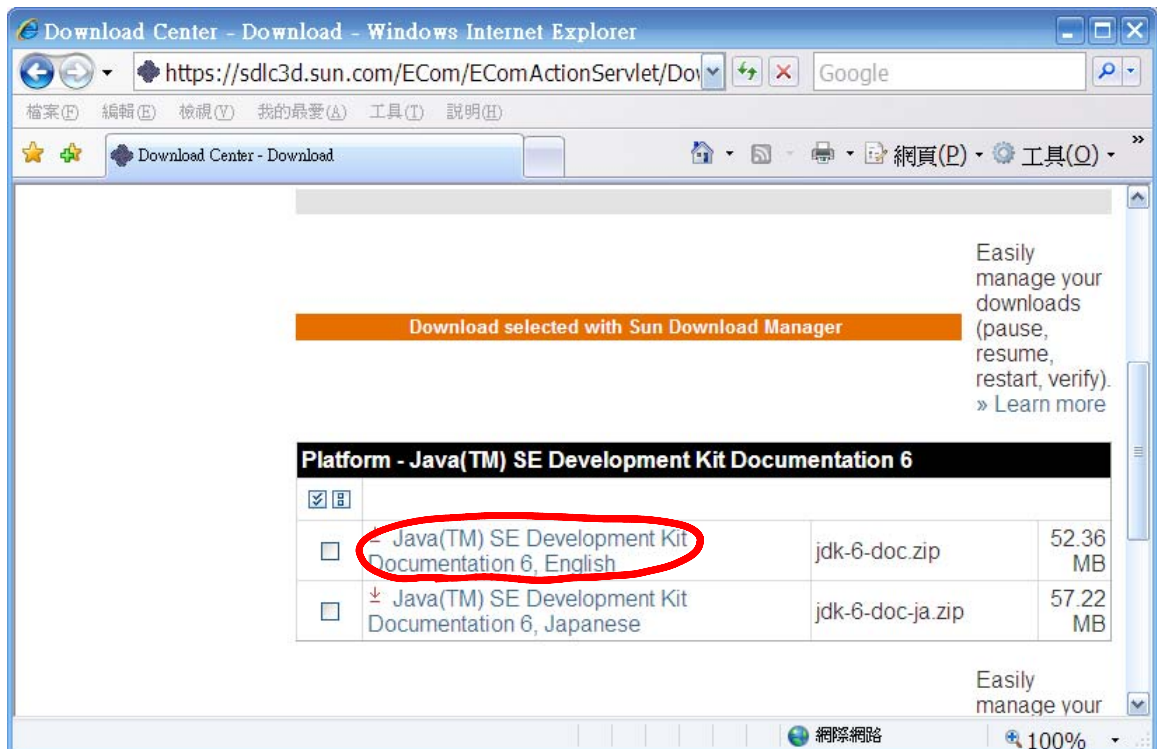 Download Center - Download - Windows Internet Explorer
https://sdlc3d.sun.com/ECom/EComActionServlet/Do
Google
檔案(F) 編輯(E) 檢視(V) 我的最愛(A) 工具(T) 說明(H)
Download Center - Download
網頁(P)
工具(O)
»
Easily
manage your
downloads
(pause,
resume,
restart, verify).
» Learn more
Download selected with Sun Download Manager
Platform - Java(TM) SE Development Kit Documentation 6
Java(TM) SE Development Kit
Documentation 6, English
jdk-6-doc.zip
52.36
MB
Java(TM) SE Development Kit
Documentation 6, Japanese
jdk-6-doc-ja.zip
57.22
MB
Easily
manage your
網際網路
100%